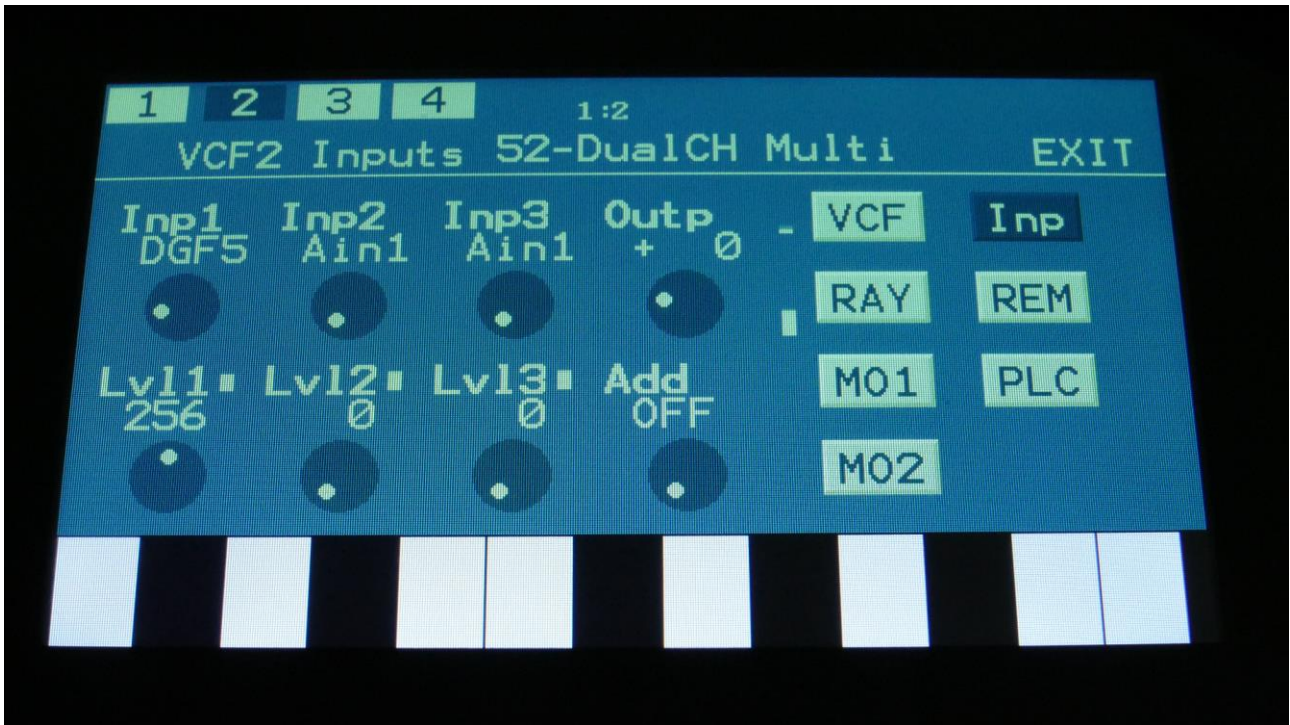 1 2 3 4 1:2
VCF2 Inputs 52-DualCH Multi EXIT
Inp1 Inp2 Inp3 Outp - VCF Inp
DGF5 Ain1 Ain1 + 0
RAY REM
Lvl1 Lvl2 Lvl3 Add MO1 PLC
256 0 0 OFF
MO2